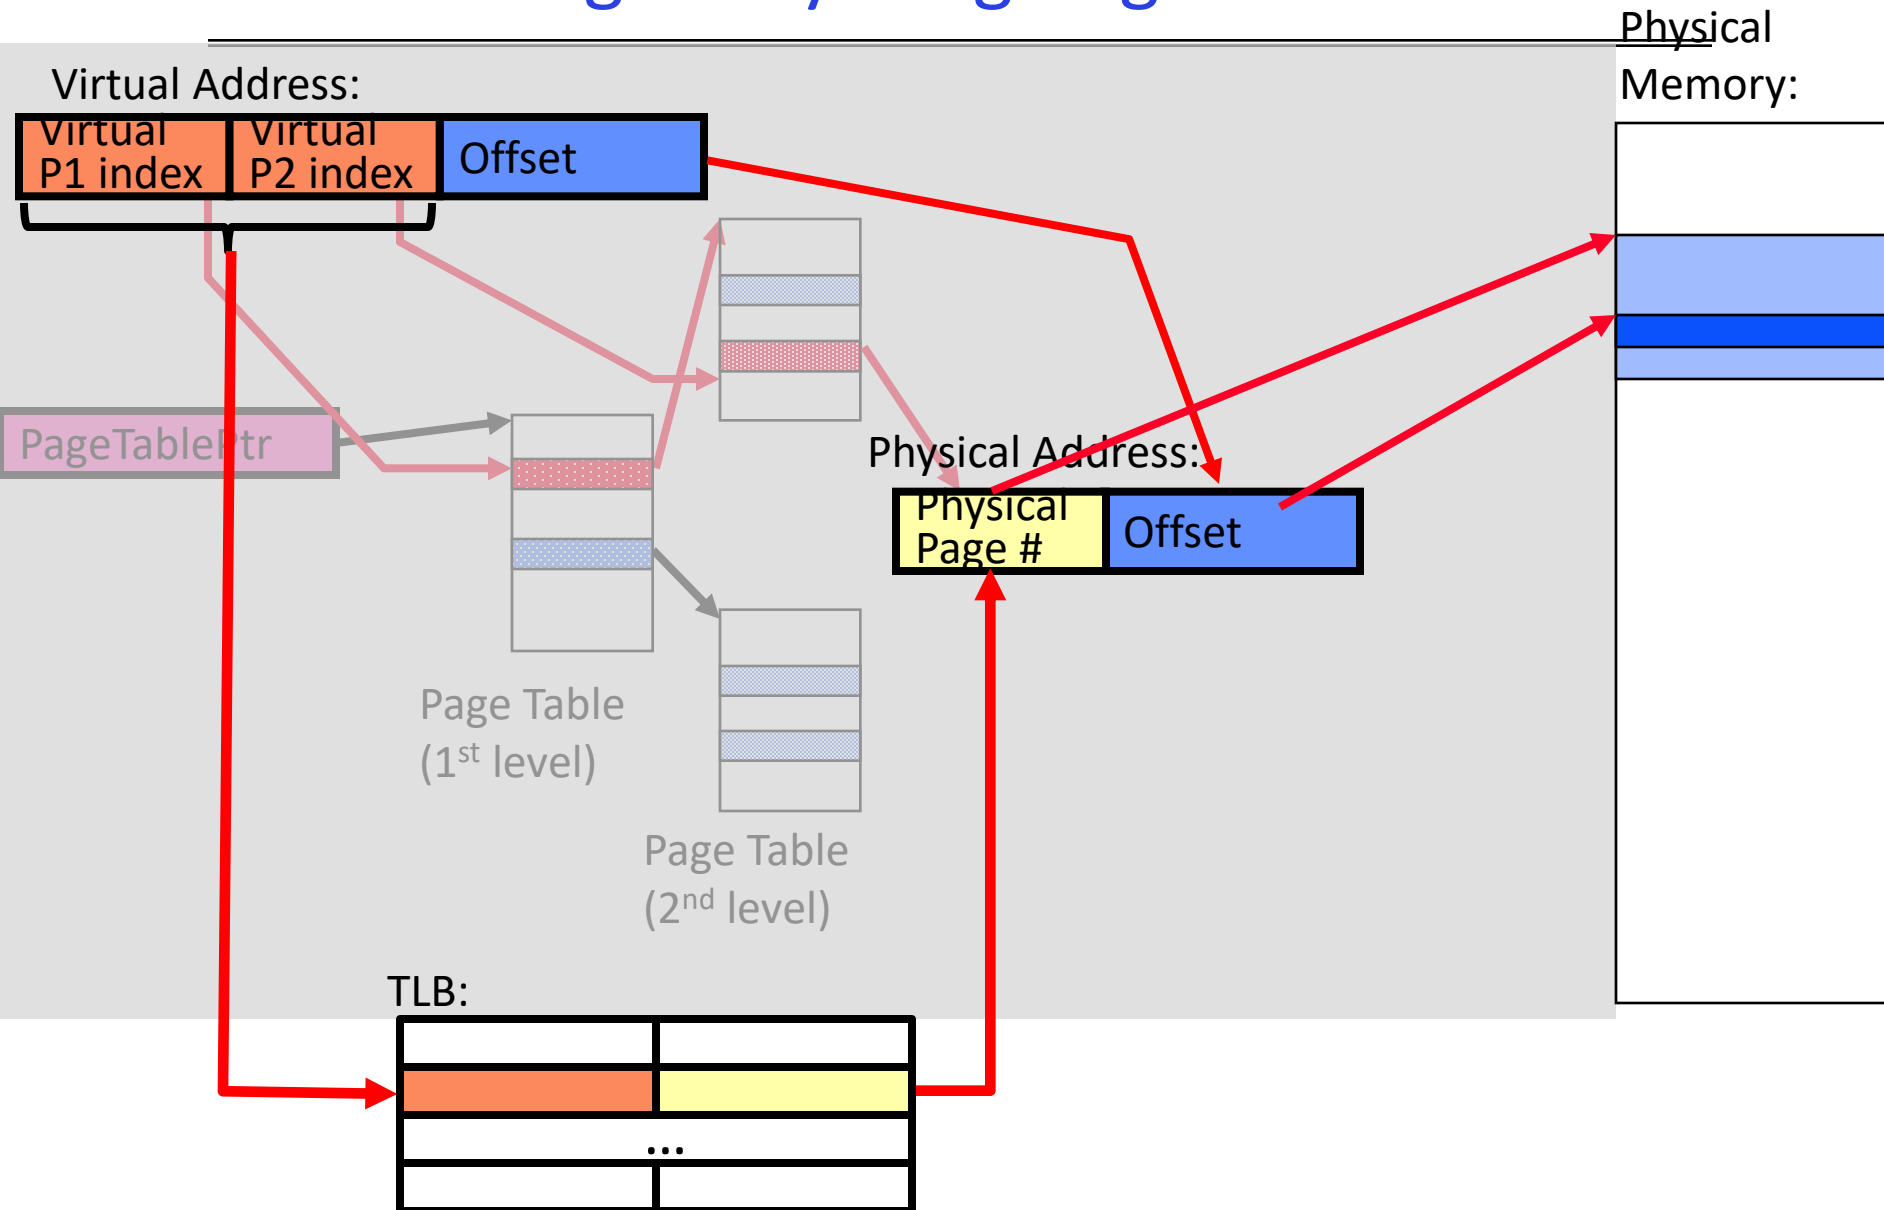 Physical
Memory:
Virtual Address:
Virtual
P1 index
Virtual
P2 index
Offset
PageTablePtr
Physical Address:
Physical
Page #
Offset
Page Table
(1st level)
Page Table
(2nd level)
TLB:
...